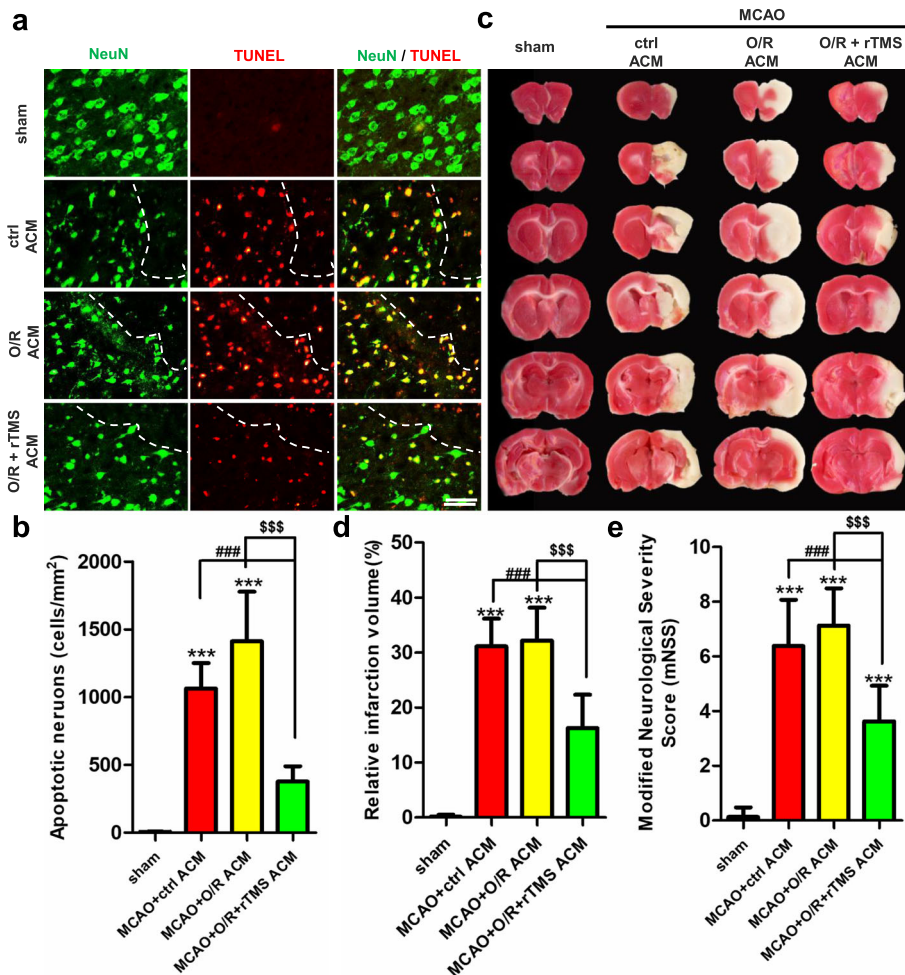 a
NeuN
TUNEL
NeuN / TUNEL
sham
ctrl
ACM
O/R
ACM
O/R + rTMS
ACM
c
MCAO
sham
ctrl
ACM
O/R
ACM
O/R + rTMS
ACM
b
Apoptotic neruons (cells/mm²)
2000
1500
1000
500
0
***
***
###
$$$
sham
MCAO+ctrl ACM
MCAO+O/R ACM
MCAO+O/R+rTMS ACM
d
Relative infarction volume(%)
50
40
30
20
10
0
***
***
###
$$$
sham
MCAO+ctrl ACM
MCAO+O/R ACM
MCAO+O/R+rTMS ACM
e
Modified Neurological Severity
Score (mNSS)
10
8
6
4
2
0
***
***
***
###
$$$
sham
MCAO+ctrl ACM
MCAO+O/R ACM
MCAO+O/R+rTMS ACM